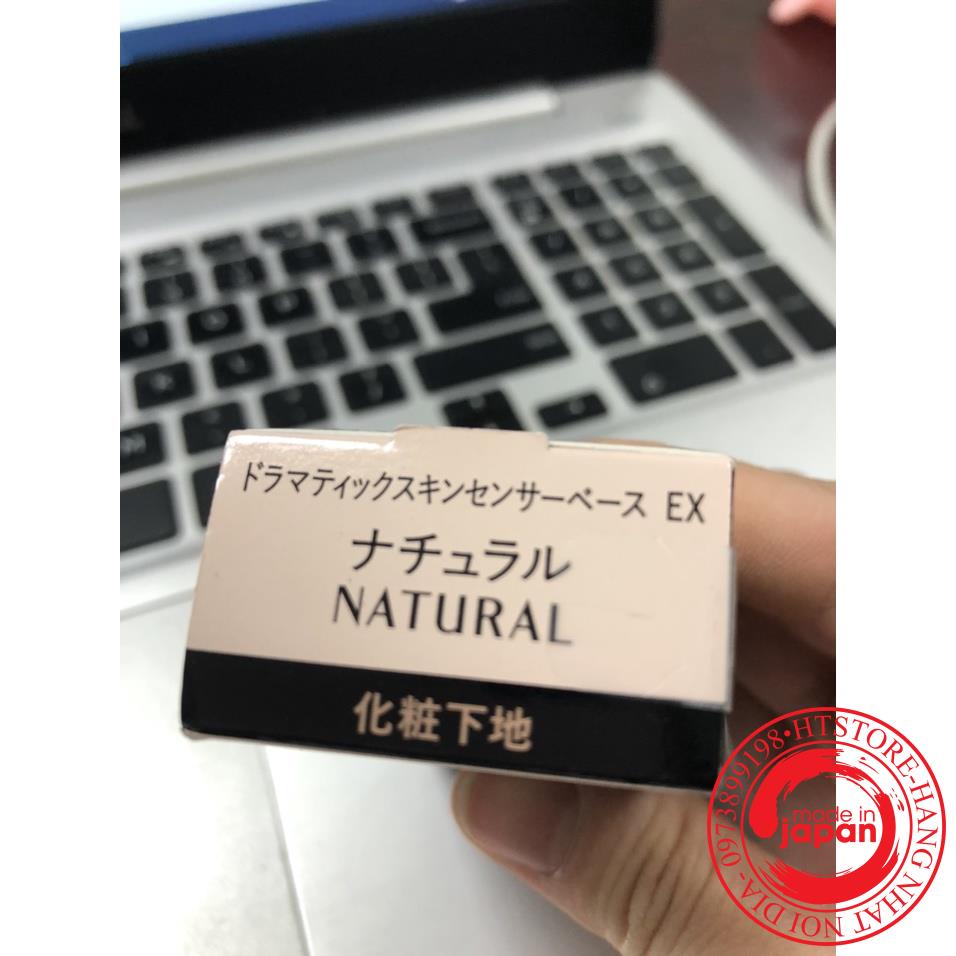 ドラマティックスキンセンサーベース EX
ナチュラル
NATURAL
化粧下地
0973899198•HTSTORE-HANG NHAT NOI DIA-
made in
japan